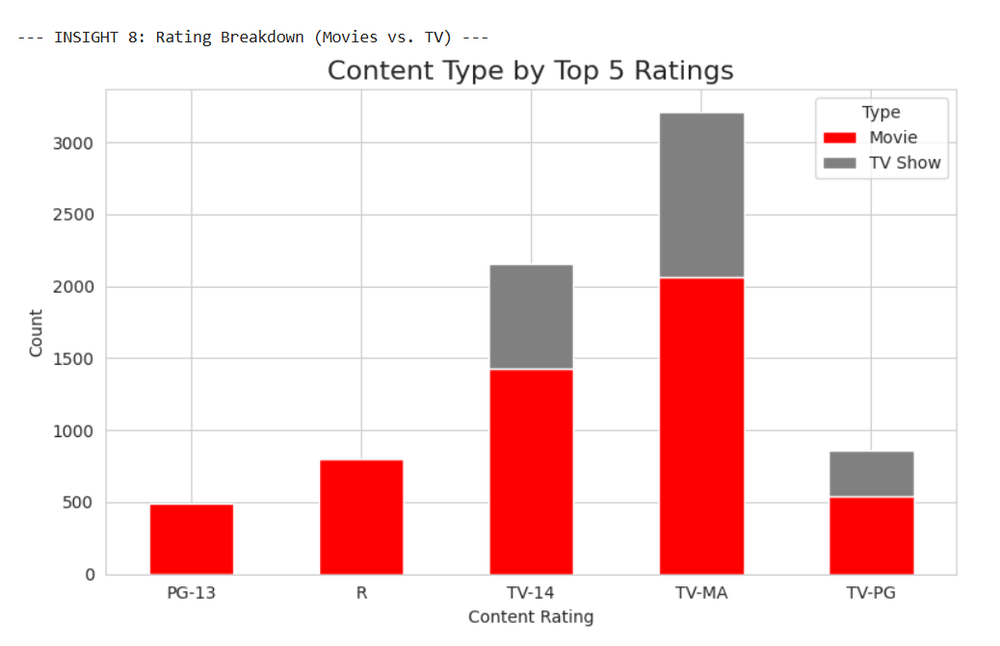 --- INSIGHT 8: Rating Breakdown (Movies vs. TV) ---
Content Type by Top 5 Ratings
Type
Movie
TV Show
3000
2500
2000
1500
1000
500
0
Count
PG-13 R TV-14 TV-MA TV-PG
Content Rating